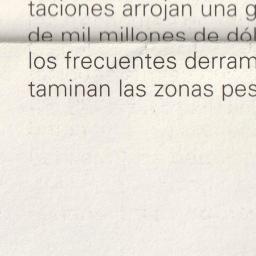 taciones arrojan una g
de mil millones de dól
los frecuentes derram
taminan las zonas pes